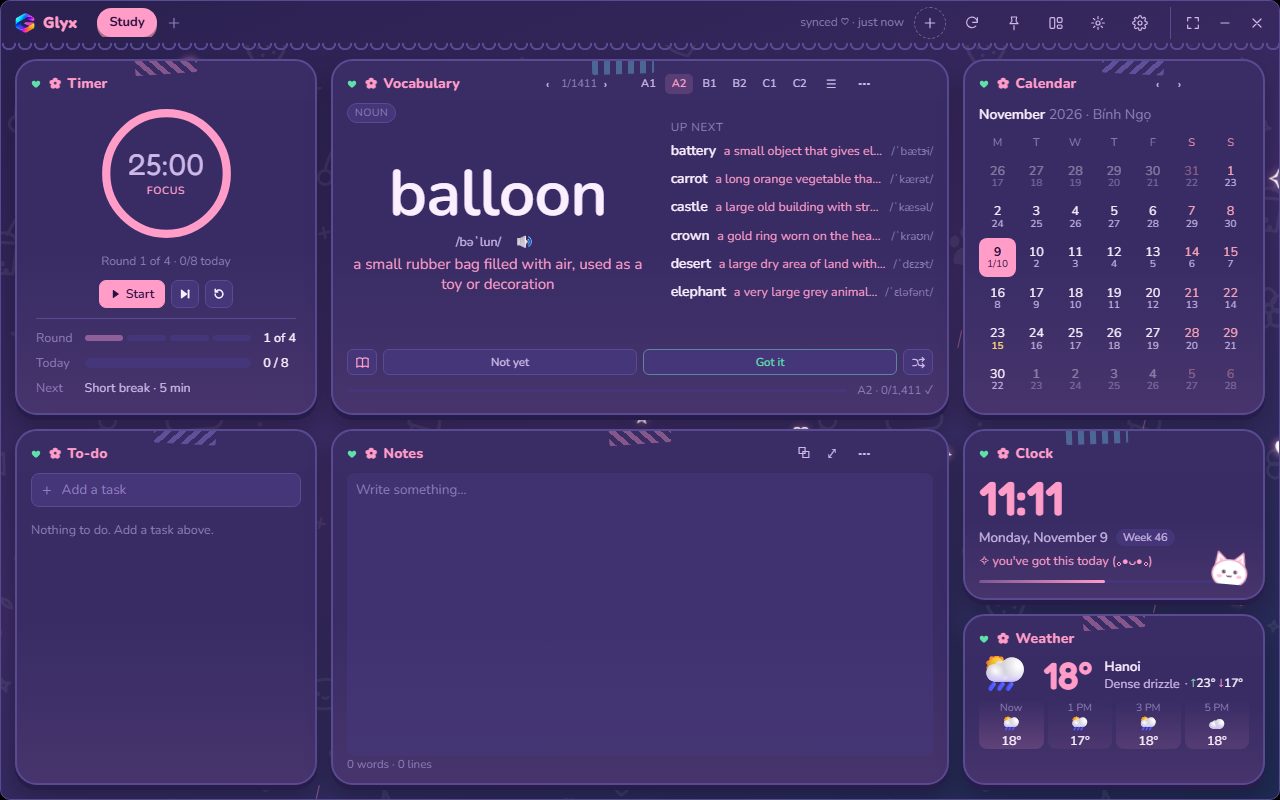 Glyx
Study
synced ♡ · just now
Timer
25:00
FOCUS
Round 1 of 4 · 0/8 today
Start
Round 1 of 4
Today 0 / 8
Next Short break · 5 min
Vocabulary
‹ 1/1411 ›
A1 A2 B1 B2 C1 C2
NOUN
balloon
/bəˈlun/
a small rubber bag filled with air, used as a
toy or decoration
UP NEXT
battery a small object that gives el... /ˈbætɝi/
carrot a long orange vegetable tha... /ˈkærət/
castle a large old building with str... /ˈkæsəl/
crown a gold ring worn on the hea... /ˈkraʊn/
desert a large dry area of land with... /ˈdɛzɝt/
elephant a very large grey animal... /ˈɛləfənt/
Not yet
Got it
A2 · 0/1,411 ✓
Calendar
‹ ›
November 2026 · Bính Ngọ
M T W T F S S
26 27 28 29 30 31 1
17 18 19 20 21 22 23
2 3 4 5 6 7 8
24 25 26 27 28 29 30
9 10 11 12 13 14 15
1/10 2 3 4 5 6 7
16 17 18 19 20 21 22
8 9 10 11 12 13 14
23 24 25 26 27 28 29
15 16 17 18 19 20 21
30 1 2 3 4 5 6
22 23 24 25 26 27 28
To-do
+ Add a task
Nothing to do. Add a task above.
Notes
Write something...
0 words · 0 lines
Clock
11:11
Monday, November 9 Week 46
✧ you've got this today (｡•ᴗ•｡)
Weather
18°
Hanoi
Dense drizzle · ↑23° ↓17°
Now 1 PM 3 PM 5 PM
18° 17° 18° 18°